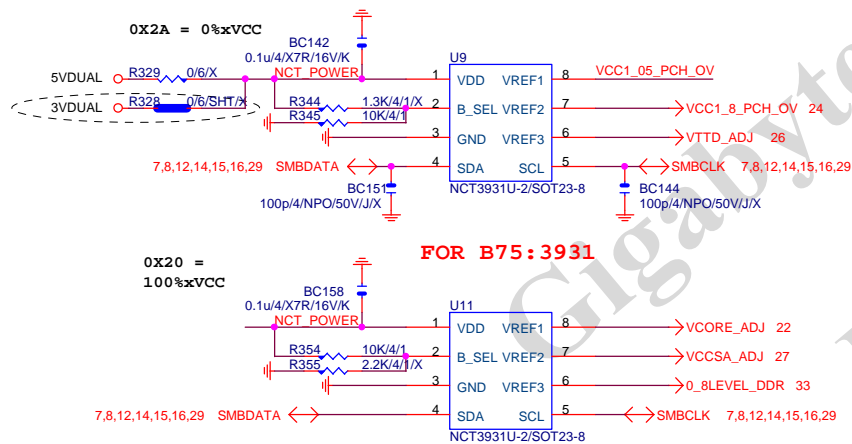 0X2A = 0%xVCC
BC142
0.1u/4/X7R/16V/K
U9
5VDUAL R329 0/6/X NCT_POWER 1 VDD VREF1 8 VCC1_05_PCH_OV
3VDUAL R328 0/6/SHT/X R344 1.3K/4/1/X 2 B_SEL VREF2 7 VCC1_8_PCH_OV 24
R345 10K/4/1
3 GND VREF3 6 VTTD_ADJ 26
7,8,12,14,15,16,29 SMBDATA 4 SDA SCL 5 SMBCLK 7,8,12,14,15,16,29
BC151 NCT3931U-2/SOT23-8 BC144
100p/4/NPO/50V/J/X 100p/4/NPO/50V/J/X
FOR B75:3931
0X20 =
100%xVCC
BC158
0.1u/4/X7R/16V/K
U11
NCT_POWER 1 VDD VREF1 8 VCORE_ADJ 22
R354 10K/4/1 2 B_SEL VREF2 7 VCCSA_ADJ 27
R355 2.2K/4/1/X
3 GND VREF3 6 0_8LEVEL_DDR 33
7,8,12,14,15,16,29 SMBDATA 4 SDA SCL 5 SMBCLK 7,8,12,14,15,16,29
NCT3931U-2/SOT23-8
Gigabyte